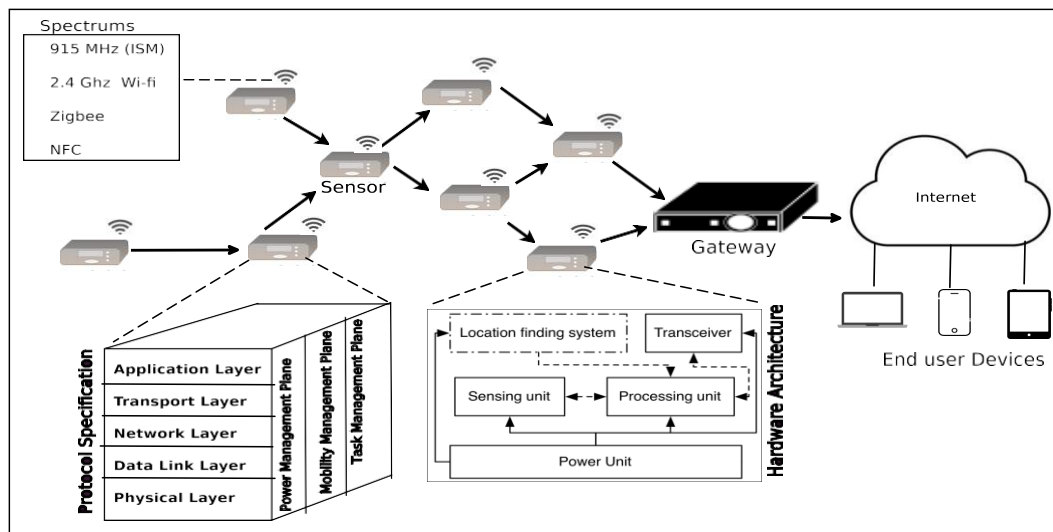 Spectrums
915 MHz (ISM)
2.4 Ghz Wi-fi
Zigbee
NFC
Sensor
Gateway
Internet
End user Devices
Protocol Specification
Application Layer
Transport Layer
Network Layer
Data Link Layer
Physical Layer
Power Management Plane
Mobility Management Plane
Task Management Plane
Location finding system
Transceiver
Sensing unit
Processing unit
Power Unit
Hardware Architecture